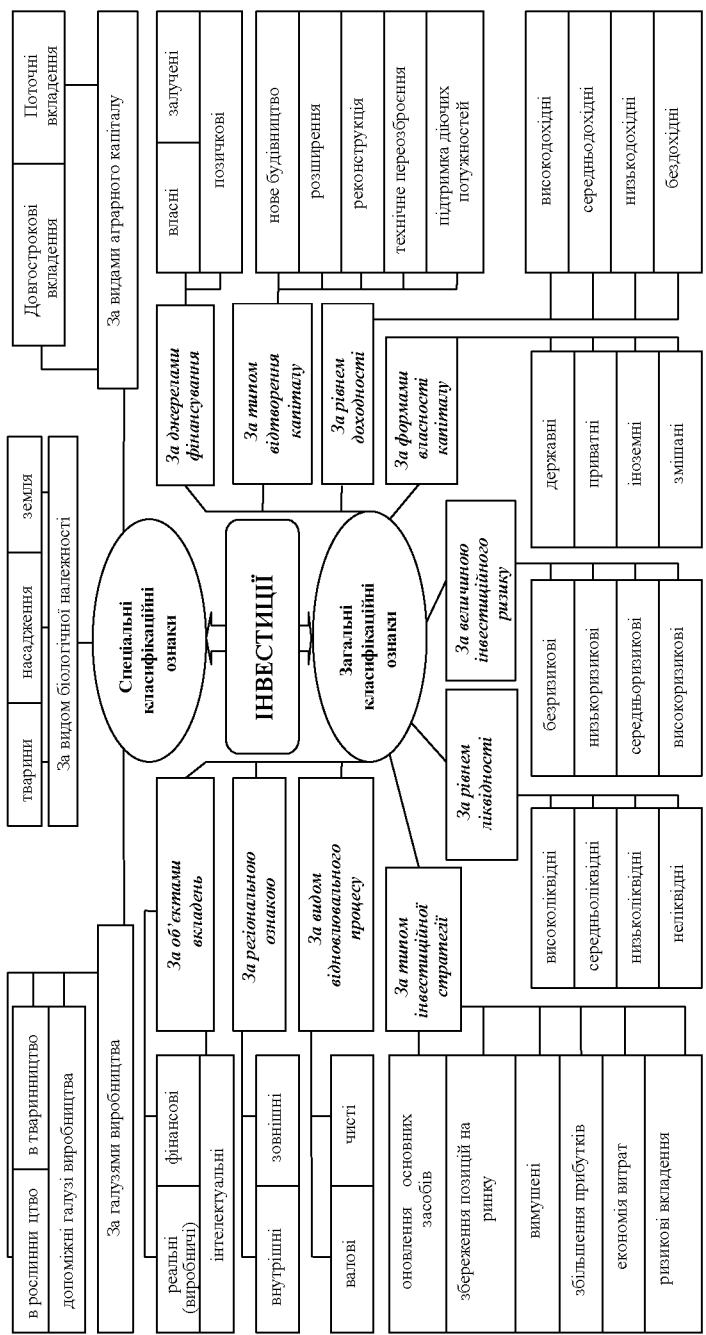 в рослинни цтво
в тваринництво
допоміжні галузі виробництва
За галузями виробництва
тварини
насадження
земля
За видом біологічної належності
Довгострокові
вкладення
Поточні
вкладення
За видами аграрного капіталу
Спеціальні
класифікаційні
ознаки
ІНВЕСТИЦІЇ
Загальні
класифікаційні
ознаки
реальні
(виробничі)
фінансові
інтелектуальні
За об’єктами
вкладень
внутрішні
зовнішні
За регіональною
ознакою
валові
чисті
За видом
відновлювального
процесу
За джерелами
фінансування
власні
залучені
позичкові
За типом
відтворення
капіталу
нове будівництво
розширення
реконструкція
технічне переозброєння
підтримка діючих
потужностей
За рівнем
доходності
високодохідні
середньодохідні
низькодохідні
бездохідні
За формами
власності
капіталу
державні
приватні
іноземні
змішані
За типом
інвестиційної
стратегії
оновлення основних
засобів
збереження позицій на
ринку
вимушені
збільшення прибутків
економія витрат
ризикові вкладення
За рівнем
ліквідності
високоліквідні
середньоліквідні
низьколіквідні
неліквідні
За величиною
інвестиційного
ризику
безризикові
низькоризикові
середньоризикові
високоризикові